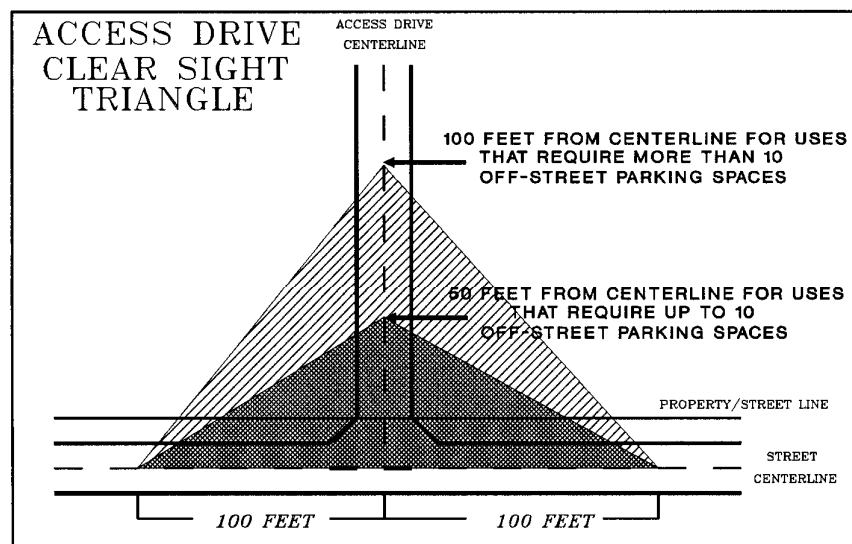 ACCESS DRIVE
CLEAR SIGHT
TRIANGLE
ACCESS DRIVE
CENTERLINE
100 FEET FROM CENTERLINE FOR USES
THAT REQUIRE MORE THAN 10
OFF-STREET PARKING SPACES
50 FEET FROM CENTERLINE FOR USES
THAT REQUIRE UP TO 10
OFF-STREET PARKING SPACES
PROPERTY/STREET LINE
STREET
CENTERLINE
100 FEET
100 FEET